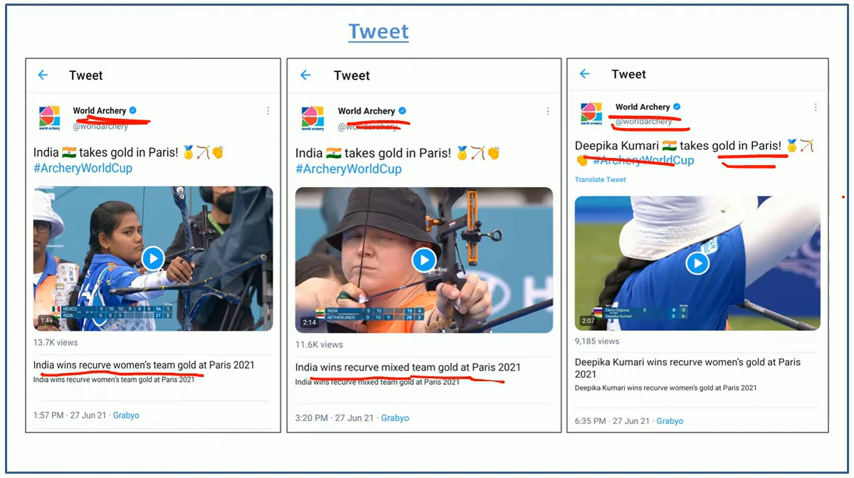 Tweet
Tweet
World Archery
@worldarchery
India takes gold in Paris!
#ArcheryWorldCup
1:49
MEXICO
INDIA
13.7K views
India wins recurve women's team gold at Paris 2021
India wins recurve women's team gold at Paris 2021
1:57 PM · 27 Jun 21 · Grabyo
Tweet
World Archery
@worldarchery
India takes gold in Paris!
#ArcheryWorldCup
2:14
INDIA
NETHERLANDS
11.6K views
India wins recurve mixed team gold at Paris 2021
India wins recurve mixed team gold at Paris 2021
3:20 PM · 27 Jun 21 · Grabyo
Tweet
World Archery
@worldarchery
Deepika Kumari takes gold in Paris!
#ArcheryWorldCup
Translate Tweet
2:07
9,185 views
Deepika Kumari wins recurve women's gold at Paris
2021
Deepika Kumari wins recurve women's gold at Paris 2021
6:35 PM · 27 Jun 21 · Grabyo